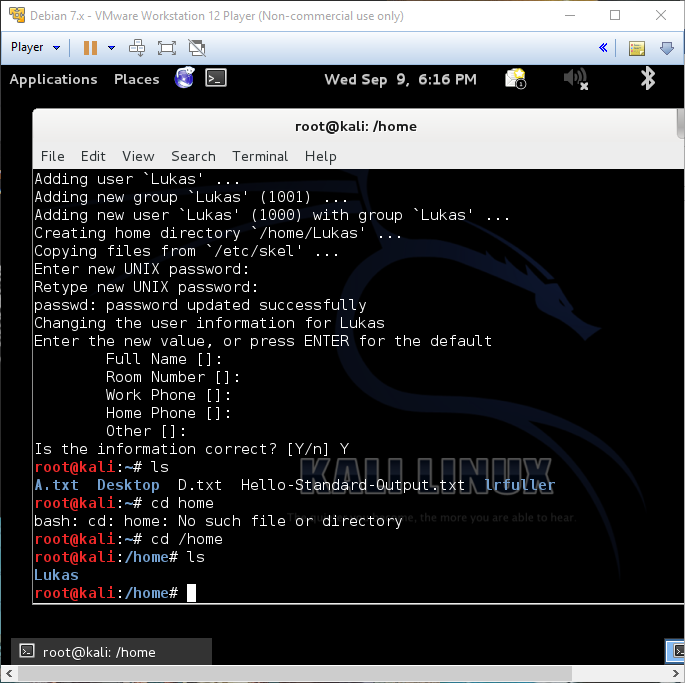 Debian 7.x - VMware Workstation 12 Player (Non-commercial use only)
Player
Applications Places Wed Sep 9, 6:16 PM 1
root@kali: /home
File Edit View Search Terminal Help
Adding user `Lukas' ...
Adding new group `Lukas' (1001) ...
Adding new user `Lukas' (1000) with group `Lukas' ...
Creating home directory `/home/Lukas' ...
Copying files from `/etc/skel' ...
Enter new UNIX password:
Retype new UNIX password:
passwd: password updated successfully
Changing the user information for Lukas
Enter the new value, or press ENTER for the default
Full Name []:
Room Number []:
Work Phone []:
Home Phone []:
Other []:
Is the information correct? [Y/n] Y
root@kali:~# ls
A.txt Desktop D.txt Hello-Standard-Output.txt lrfuller
KALI LINUX
root@kali:~# cd home
bash: cd: home: No such file or directory
the more you are able to hear.
root@kali:~# cd /home
root@kali:/home# ls
Lukas
root@kali:/home#
root@kali: /home